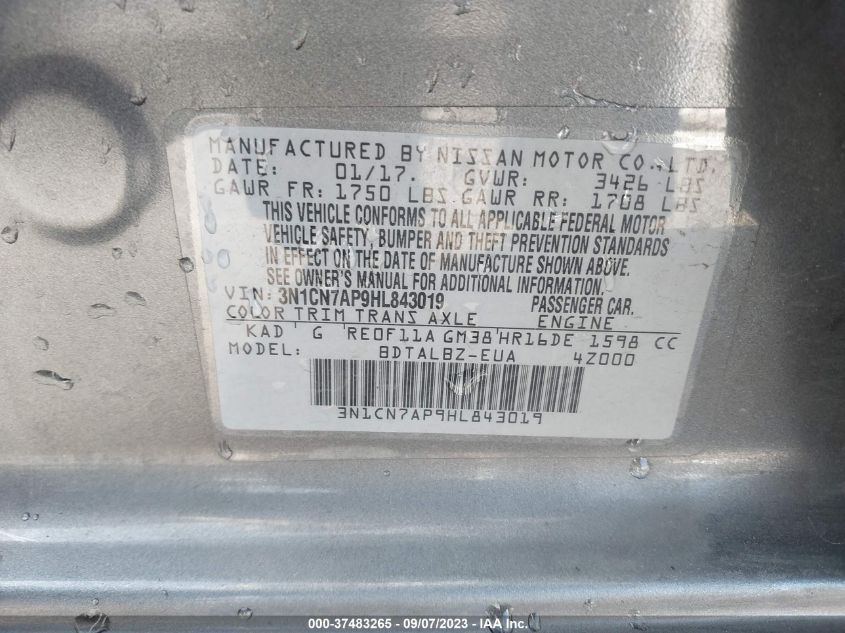 MANUFACTURED BY NISSAN MOTOR CO., LTD.
DATE: 01/17. GVWR: 3426 LBS
GAWR FR: 1750 LBS GAWR RR: 1708 LBS
THIS VEHICLE CONFORMS TO ALL APPLICABLE FEDERAL MOTOR
VEHICLE SAFETY, BUMPER AND THEFT PREVENTION STANDARDS
IN EFFECT ON THE DATE OF MANUFACTURE SHOWN ABOVE.
SEE OWNER'S MANUAL FOR ADDITIONAL INFORMATION.
VIN: 3N1CN7AP9HL843019 PASSENGER CAR.
COLOR TRIM TRANS AXLE ENGINE
KAD G RE0F11A GM38 HR16DE 1598 CC
MODEL: BDTALBZ-EUA 4Z000
3N1CN7AP9HL843019
000-37483265 - 09/07/2023 - IAA Inc.